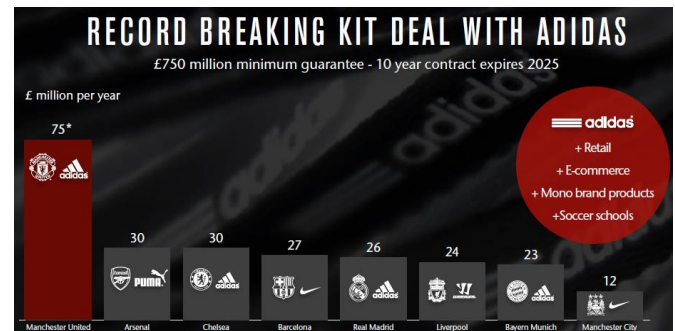 RECORD BREAKING KIT DEAL WITH ADIDAS
£750 million minimum guarantee - 10 year contract expires 2025
£ million per year
75*
adidas
30
PUMA
30
adidas
27
26
adidas
24
23
adidas
12
adidas
+ Retail
+ E-commerce
+ Mono brand products
+Soccer schools
Manchester United
Arsenal
Chelsea
Barcelona
Real Madrid
Liverpool
Bayern Munich
Manchester City